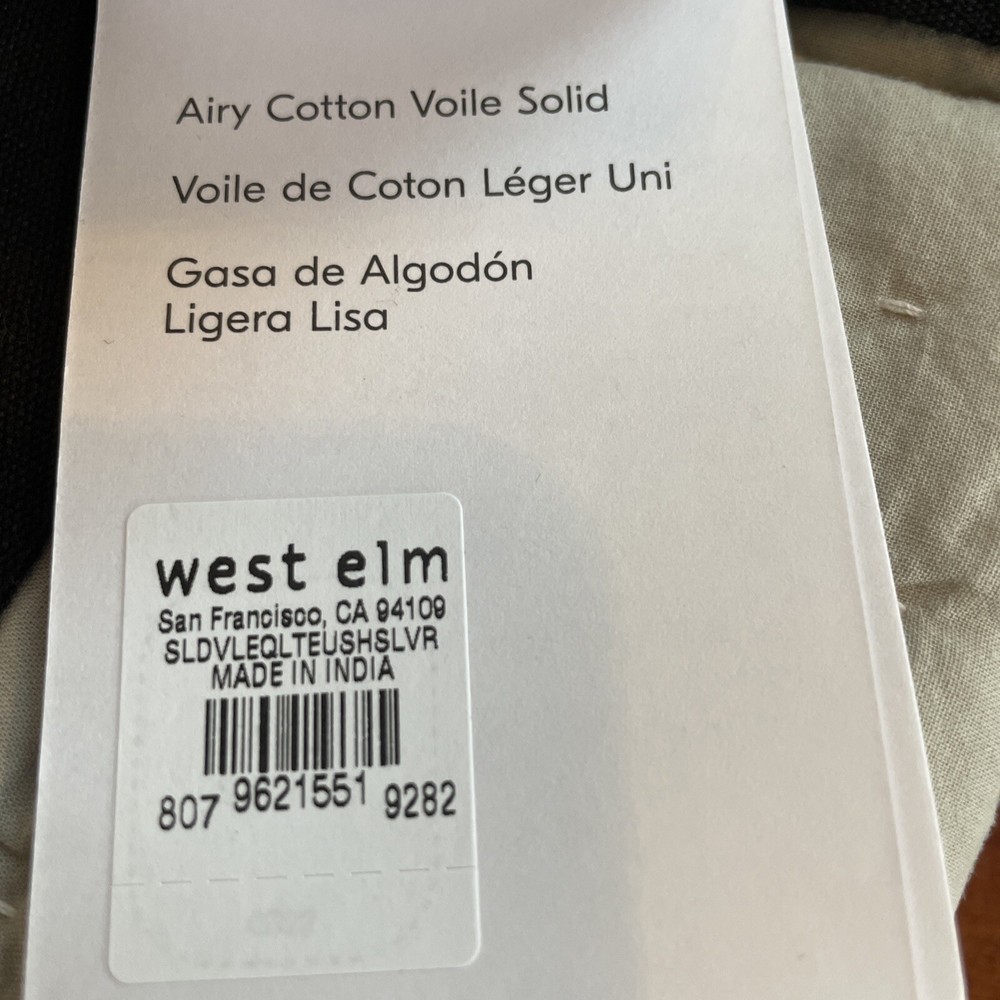 Airy Cotton Voile Solid
Voile de Coton Léger Uni
Gasa de Algodón
Ligera Lisa
west elm
San Francisco, CA 94109
SLDVLEQLTEUSHSLVR
MADE IN INDIA
807 9621551 9282